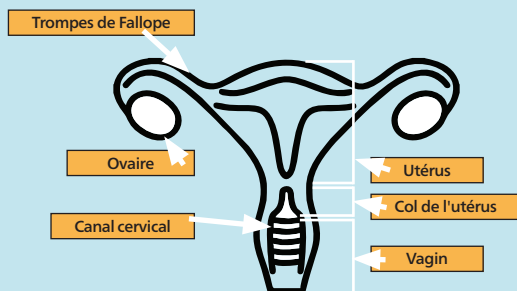 Trompes de Fallope
Ovaire
Utérus
Col de l'utérus
Canal cervical
Vagin